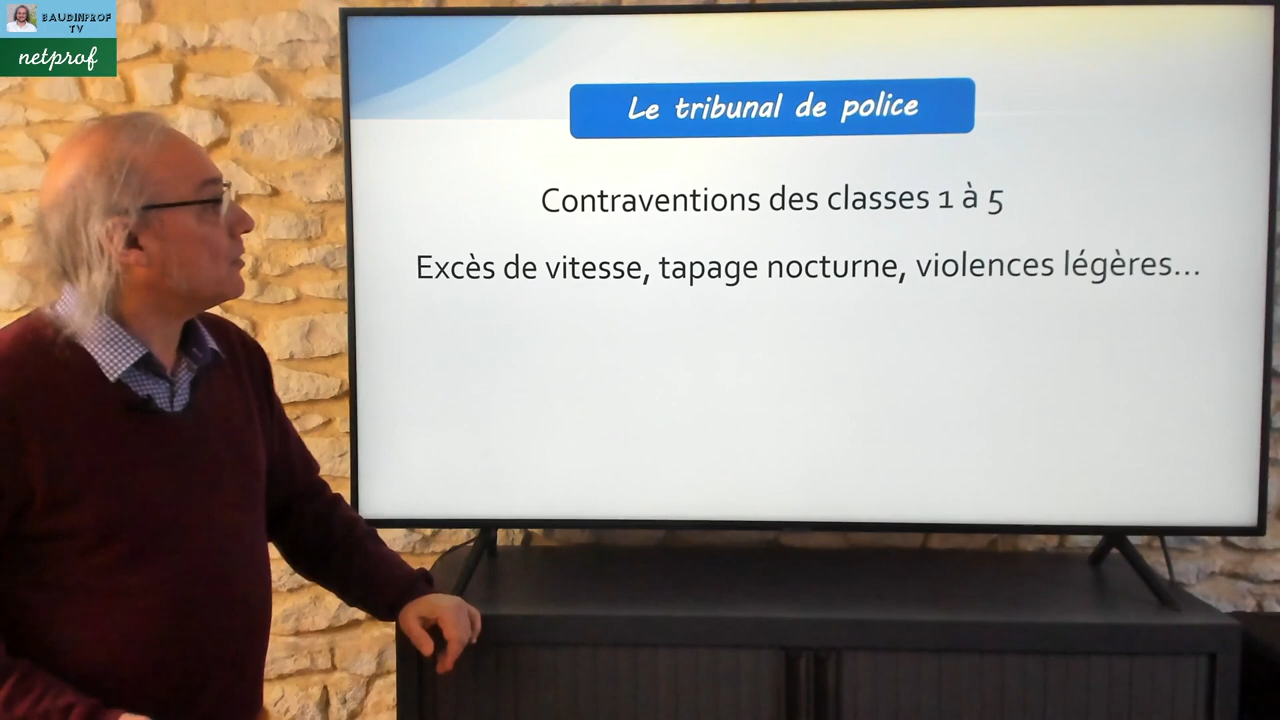 BAUDINPROF
TV
netprof
Le tribunal de police
Contraventions des classes 1 à 5
Excès de vitesse, tapage nocturne, violences légères...